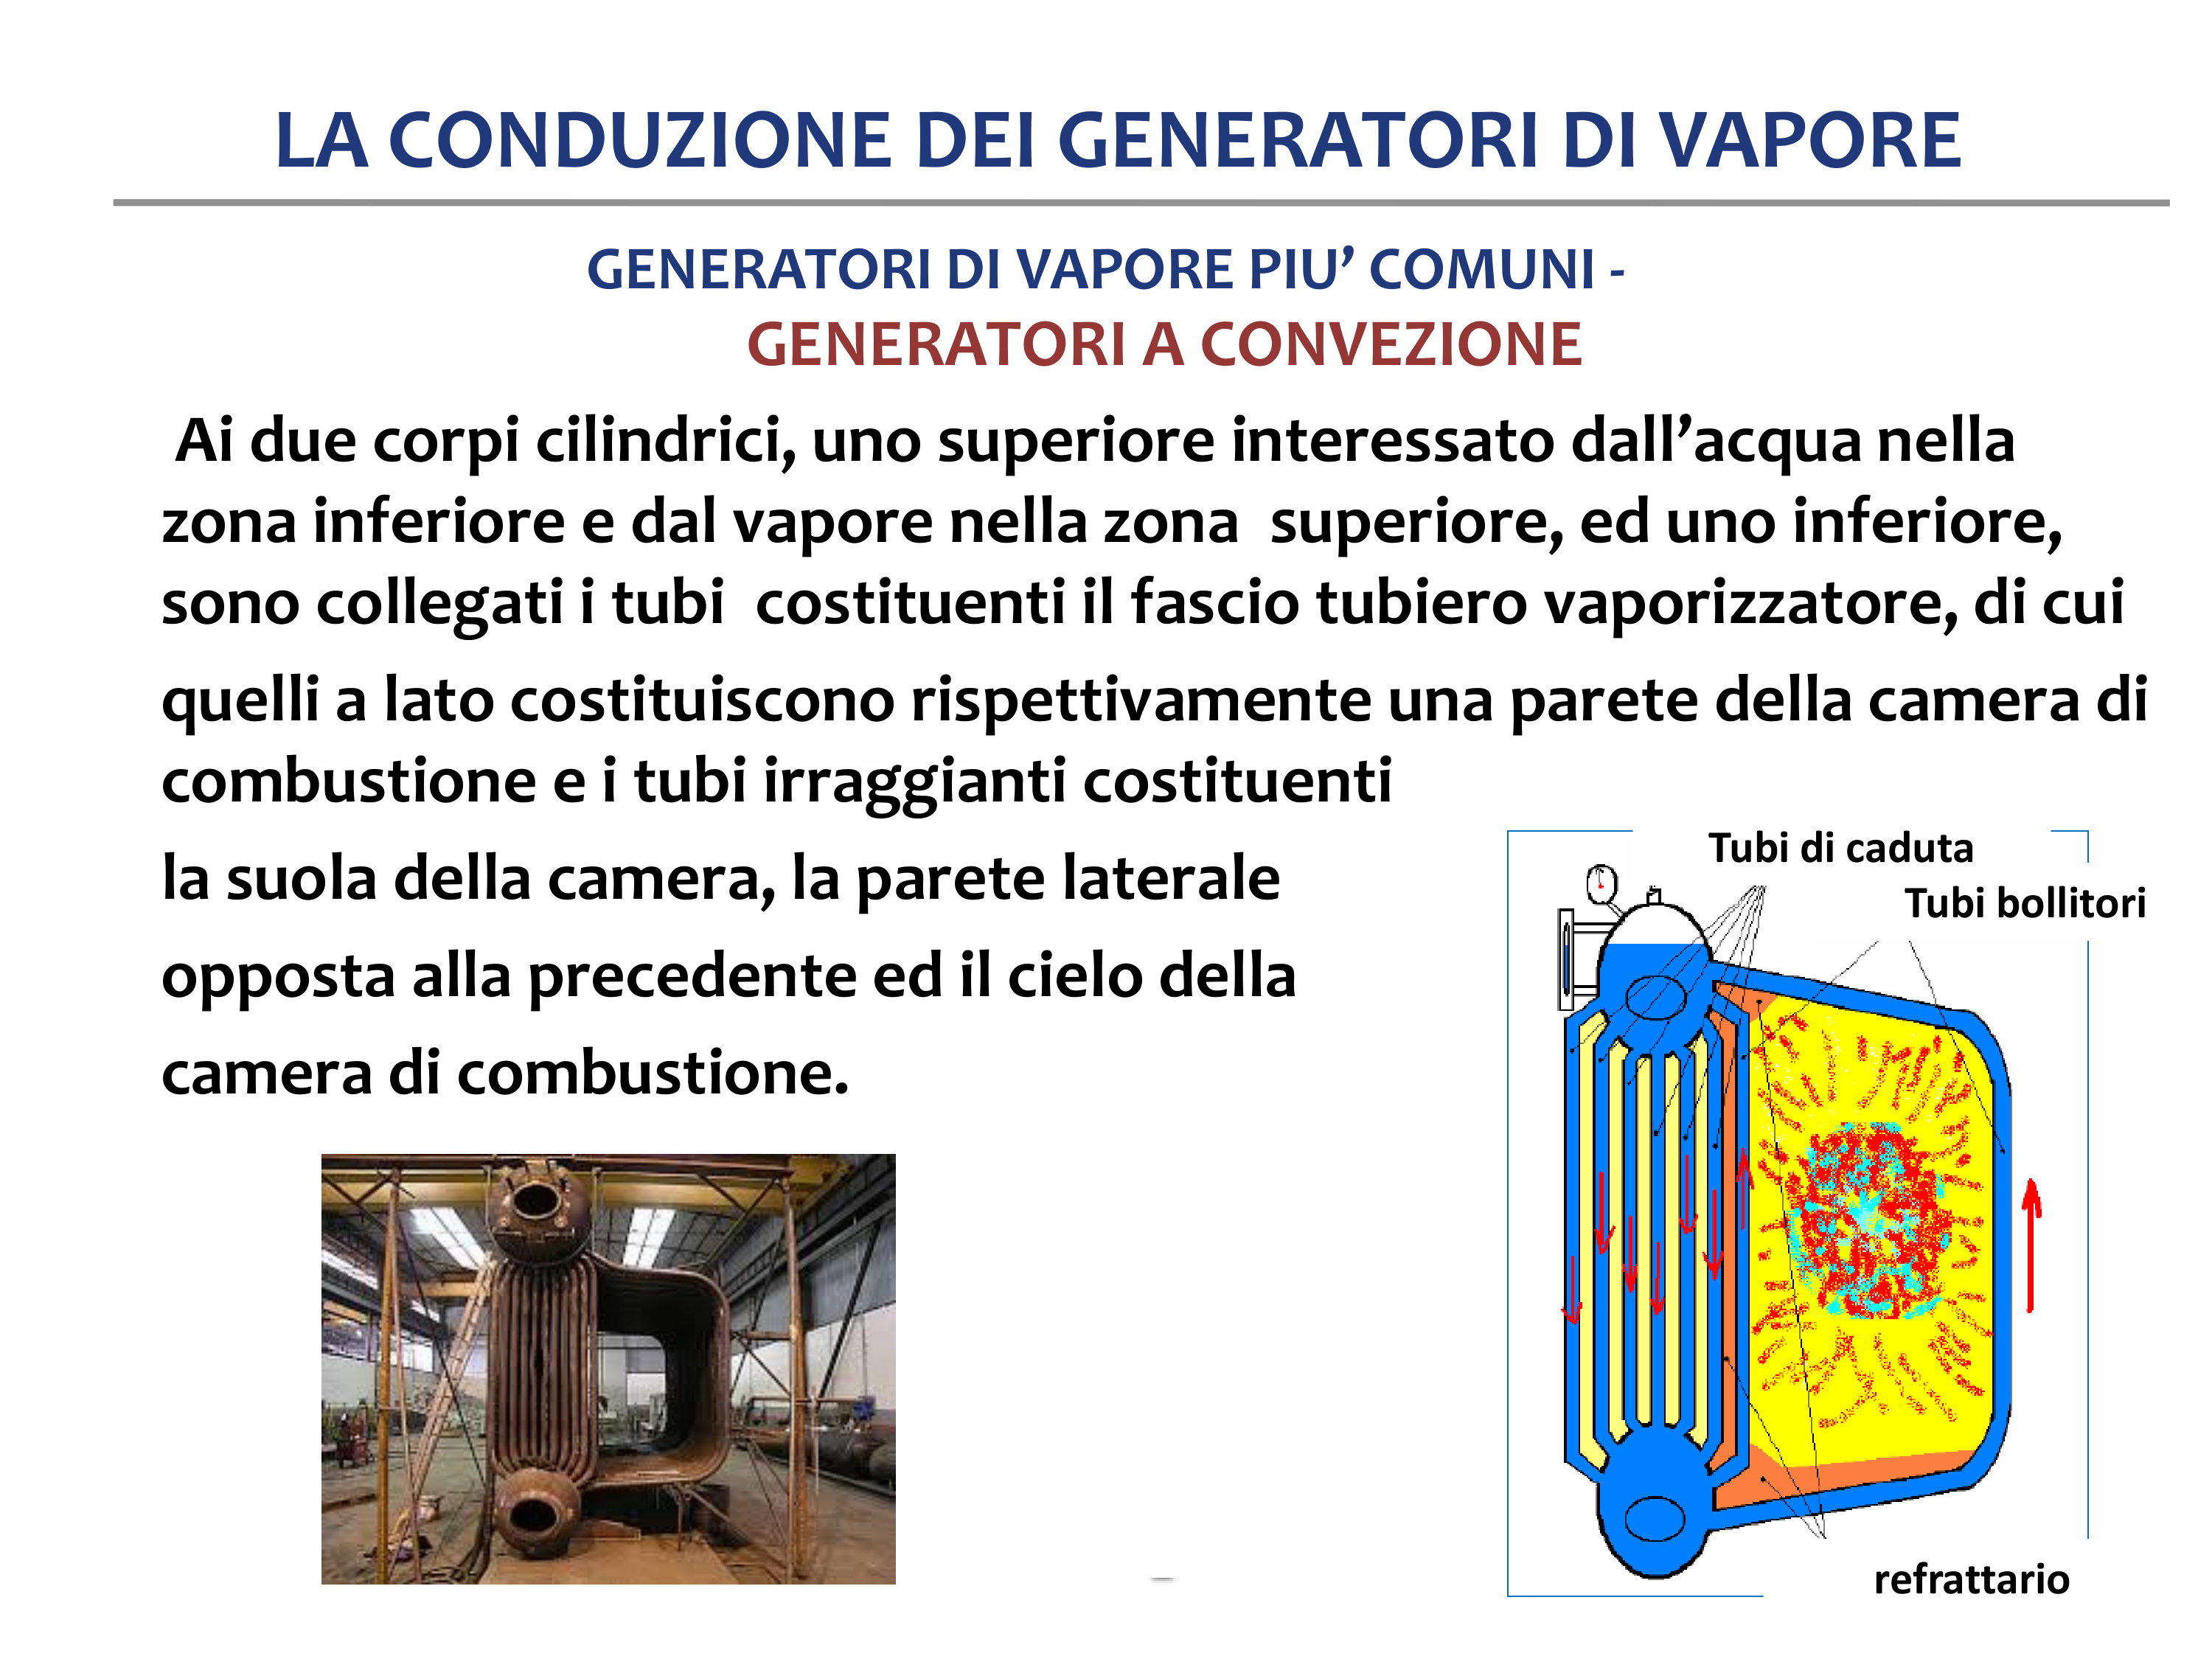 LA CONDUZIONE DEI GENERATORI DI VAPORE
GENERATORI DI VAPORE PIU’ COMUNI -
GENERATORI A CONVEZIONE
Ai due corpi cilindrici, uno superiore interessato dall’acqua nella
zona inferiore e dal vapore nella zona superiore, ed uno inferiore,
sono collegati i tubi costituenti il fascio tubiero vaporizzatore, di cui
quelli a lato costituiscono rispettivamente una parete della camera di
combustione e i tubi irraggianti costituenti
la suola della camera, la parete laterale
opposta alla precedente ed il cielo della
camera di combustione.
Tubi di caduta
Tubi bollitori
refrattario